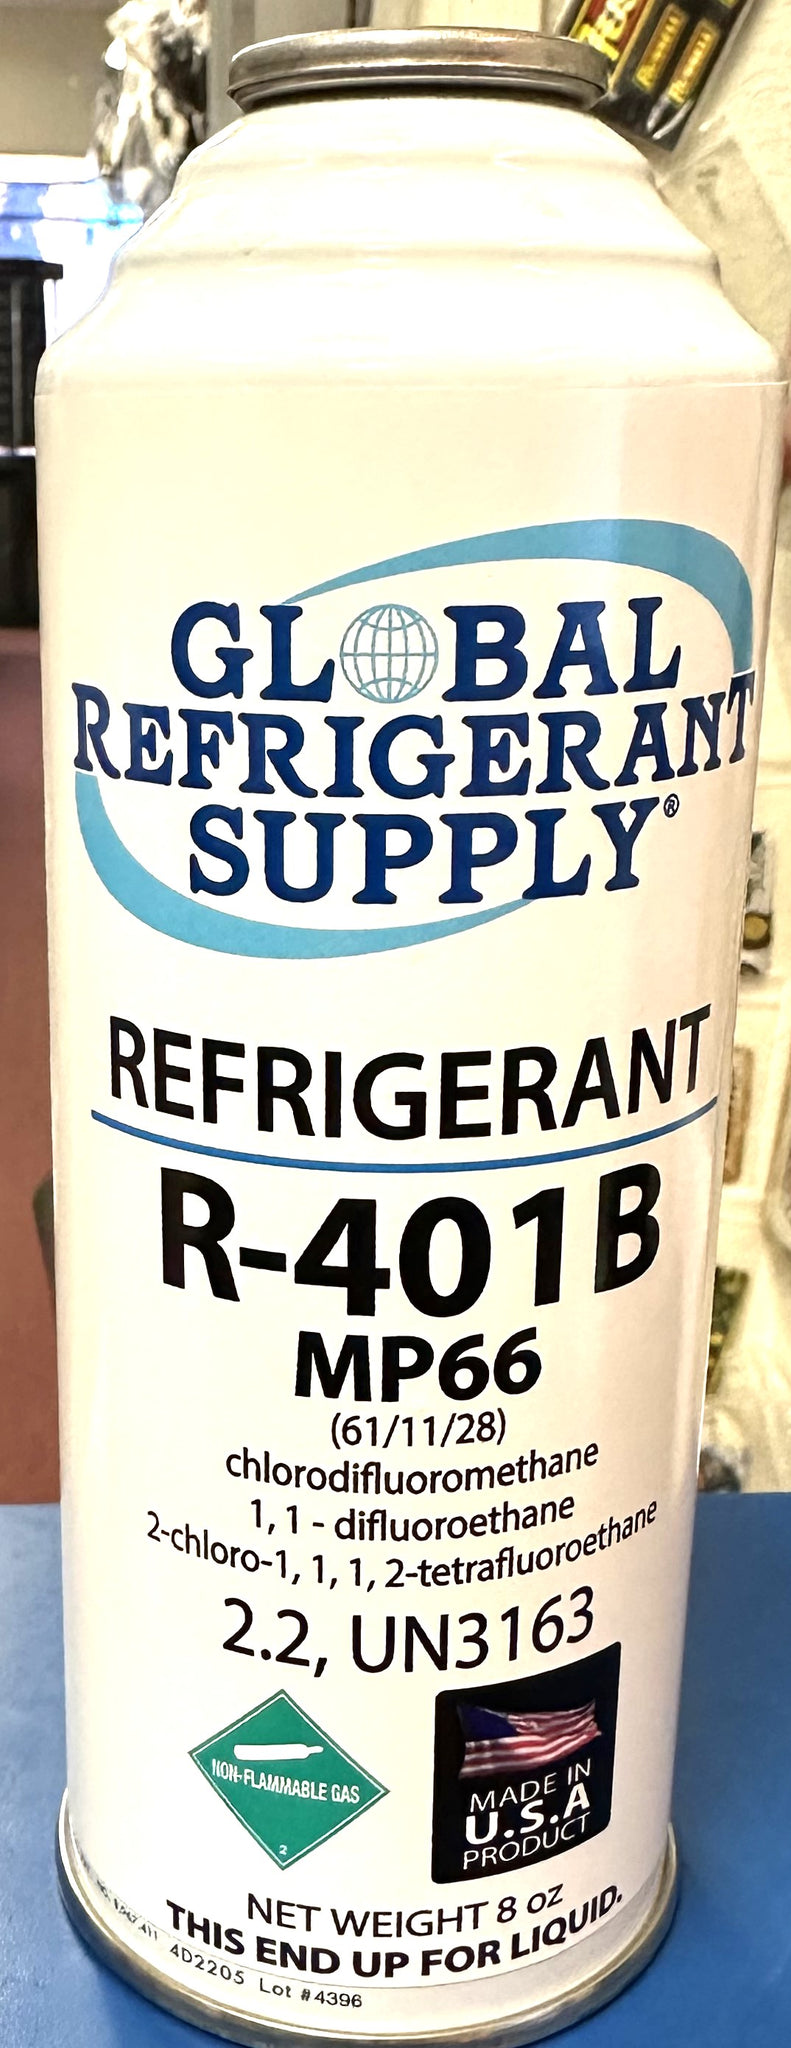 GLOBAL
REFRIGERANT
SUPPLY®
REFRIGERANT
R-401B
MP66
(61/11/28)
chlorodifluoromethane
1, 1 - difluoroethane
2-chloro-1, 1, 1, 2-tetrafluoroethane
2.2, UN3163
NON-FLAMMABLE GAS
2
MADE IN
U.S.A
PRODUCT
NET WEIGHT 8 oz
THIS END UP FOR LIQUID.
4D2205 Lot #4396